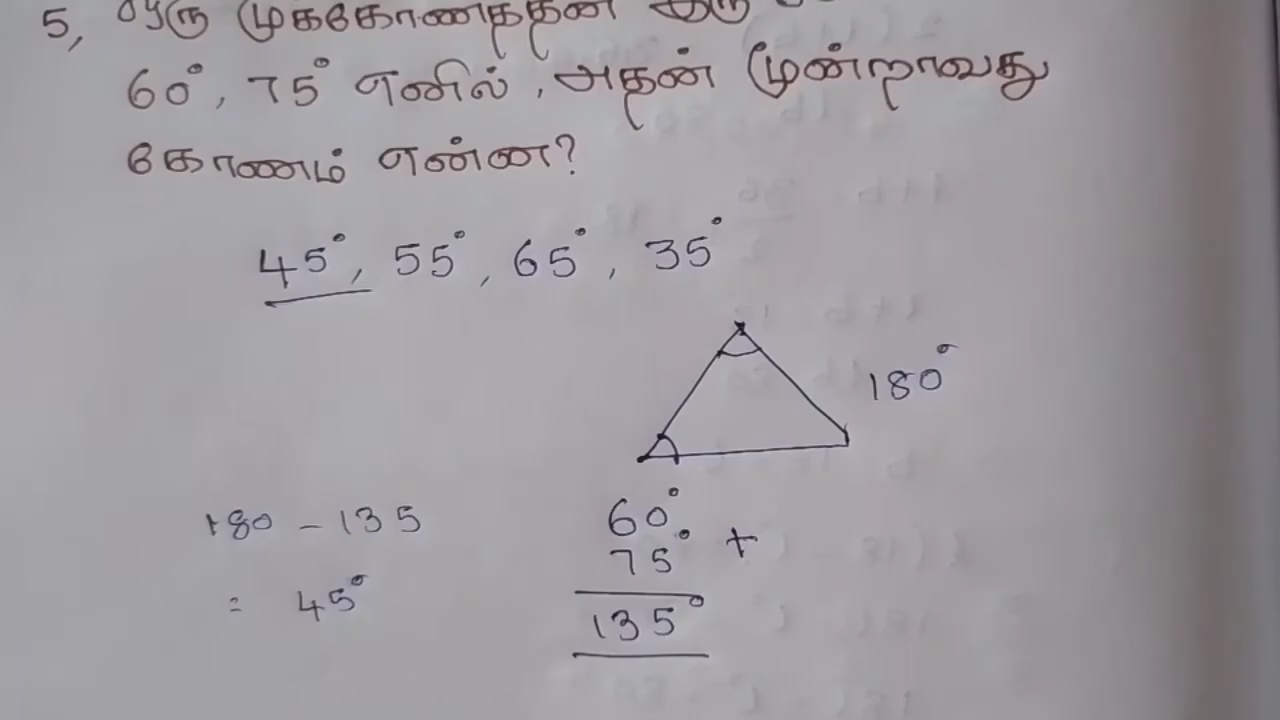 5, ஒரு முக்கோணத்தின்
60°, 75° எனில், அதன் மூன்றாவது
கோணம் என்ன?
45°, 55°, 65°, 35°
180°
180 - 135
= 45°
60°
75° +
135°